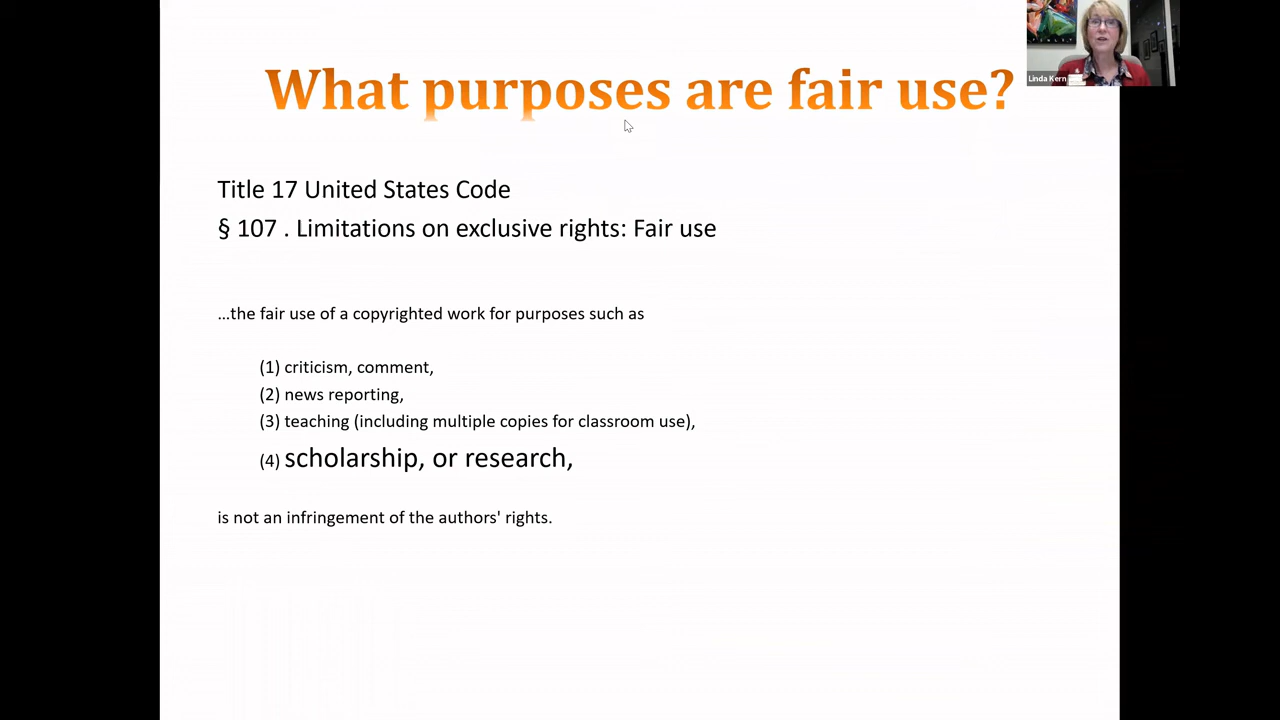 What purposes are fair use?
Linda Kern
Title 17 United States Code
§ 107 . Limitations on exclusive rights: Fair use
...the fair use of a copyrighted work for purposes such as
(1) criticism, comment,
(2) news reporting,
(3) teaching (including multiple copies for classroom use),
(4) scholarship, or research,
is not an infringement of the authors' rights.